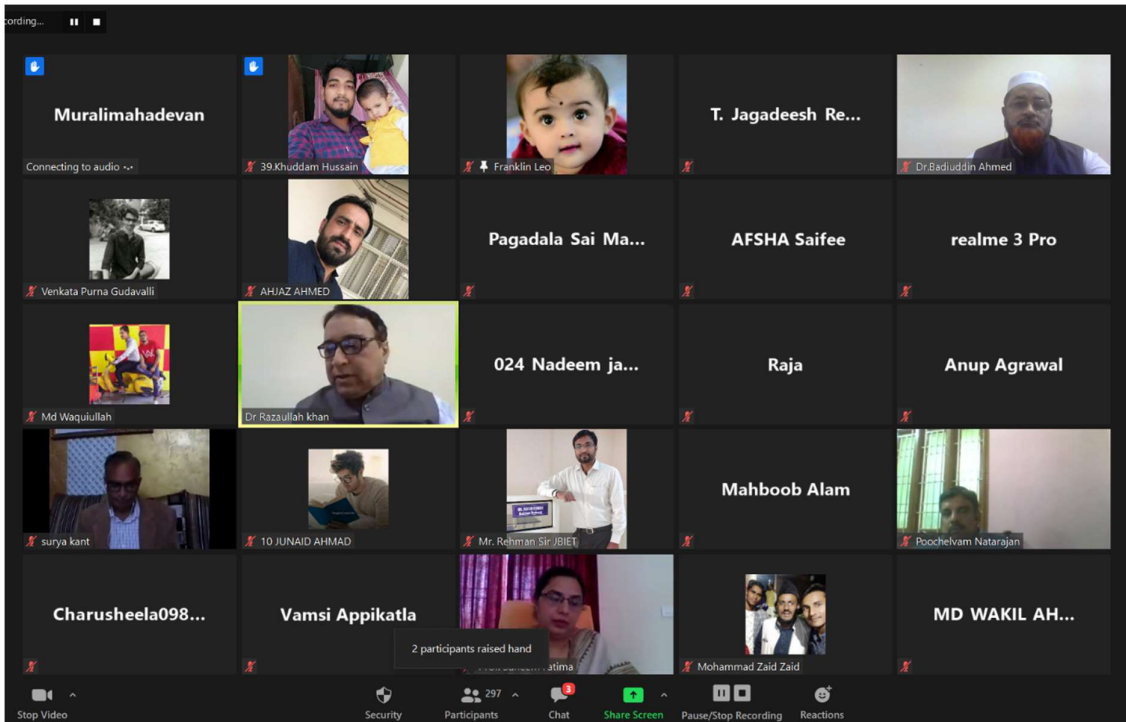 cording...
Muralimahadevan
Connecting to audio
39.Khuddam Hussain
Franklin Leo
T. Jagadeesh Re...
Dr.Badiuddin Ahmed
Venkata Purna Gudavalli
AHJAZ AHMED
Pagadala Sai Ma...
AFSHA Saifee
realme 3 Pro
Md Waquiullah
Dr Razaullah khan
024 Nadeem ja...
Raja
Anup Agrawal
surya kant
10 JUNAID AHMAD
Mr. Rehman Sir JBIET
Mahboob Alam
Poochelvam Natarajan
Charusheela098...
Vamsi Appikatla
2 participants raised hand
Mohammad Zaid Zaid
MD WAKIL AH...
Stop Video
Security
Participants 297
Chat 3
Share Screen
Pause/Stop Recording
Reactions